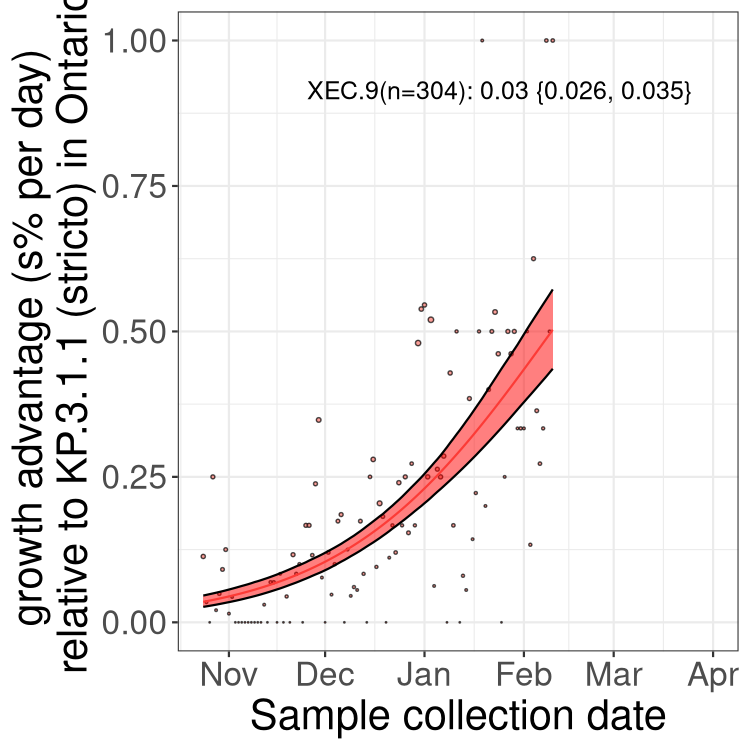 growth advantage (s% per day)
relative to KP.3.1.1 (stricto) in Ontario
1.00
0.75
0.50
0.25
0.00
XEC.9(n=304): 0.03 {0.026, 0.035}
Nov Dec Jan Feb Mar Apr
Sample collection date